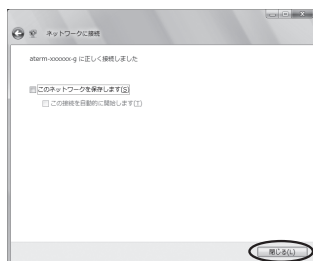 ネットワークに接続
aterm-xxxxxx-g に正しく接続しました
このネットワークを保存します(S)
この接続を自動的に開始します(T)
閉じる(L)